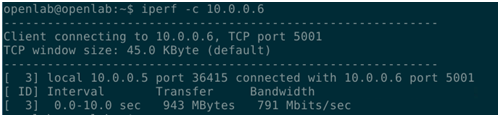 openlab@openlab:~$ iperf -c 10.0.0.6
------------------------------------------------------------
Client connecting to 10.0.0.6, TCP port 5001
TCP window size: 45.0 KByte (default)
------------------------------------------------------------
[  3] local 10.0.0.5 port 36415 connected with 10.0.0.6 port 5001
[ ID] Interval       Transfer     Bandwidth
[  3]  0.0-10.0 sec   943 MBytes   791 Mbits/sec